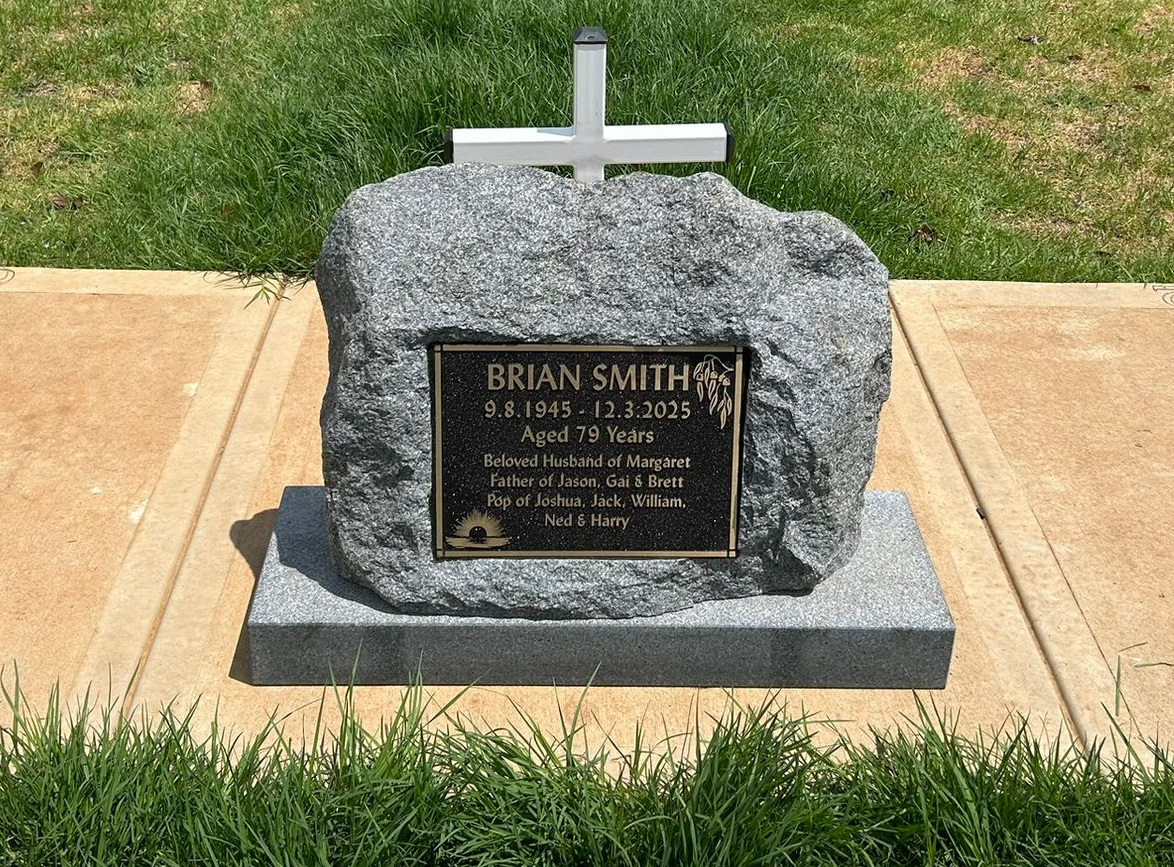 BRIAN SMITH
9.8.1945 - 12.3.2025
Aged 79 Years
Beloved Husband of Margaret
Father of Jason, Gai & Brett
Pop of Joshua, Jack, William,
Ned & Harry